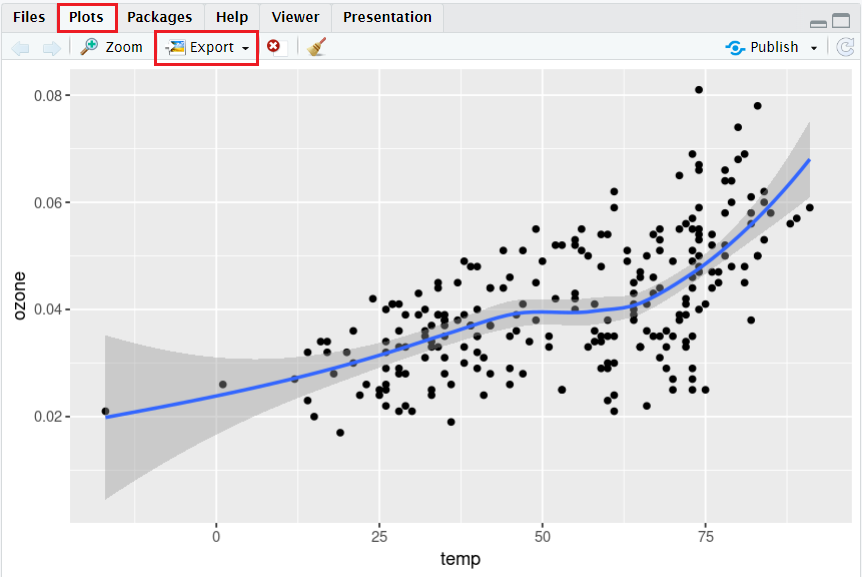 Files Plots Packages Help Viewer Presentation
Zoom Export Publish
0.08
0.06
0.04
0.02
ozone
0 25 50 75
temp